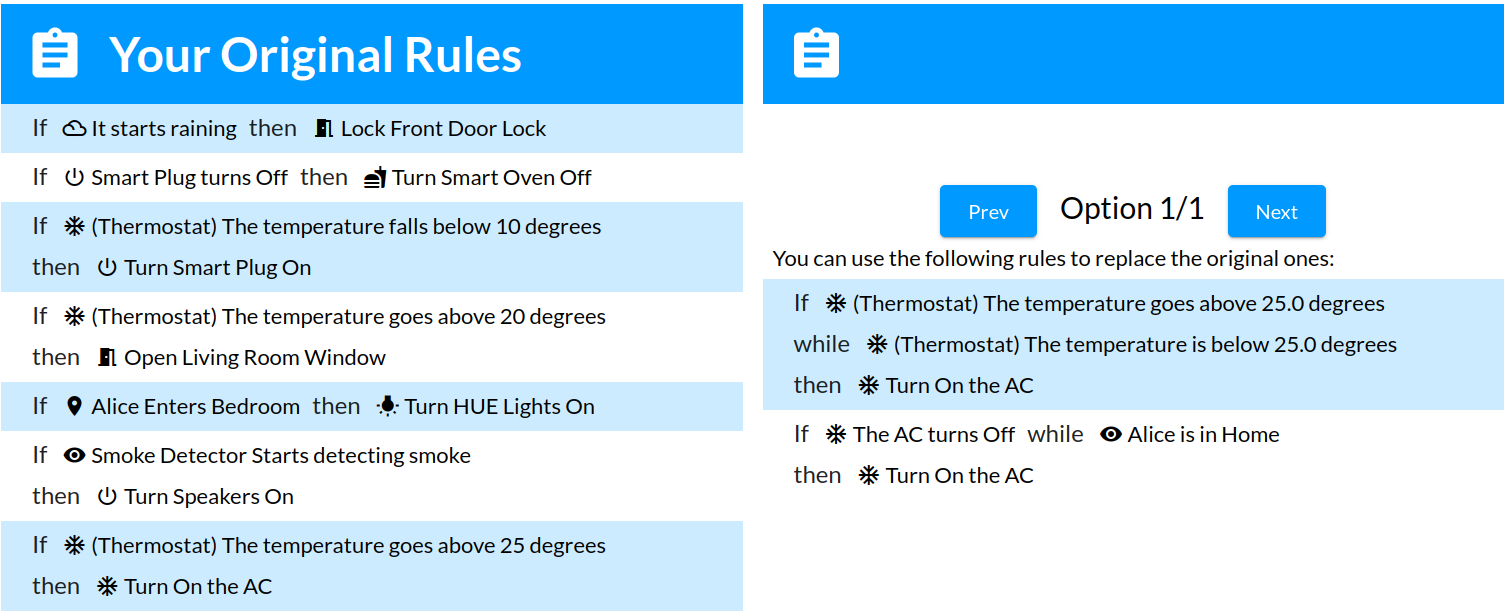 Your Original Rules
If It starts raining then Lock Front Door Lock
If Smart Plug turns Off then Turn Smart Oven Off
If (Thermostat) The temperature falls below 10 degrees
then Turn Smart Plug On
If (Thermostat) The temperature goes above 20 degrees
then Open Living Room Window
If Alice Enters Bedroom then Turn HUE Lights On
If Smoke Detector Starts detecting smoke
then Turn Speakers On
If (Thermostat) The temperature goes above 25 degrees
then Turn On the AC
Prev Option 1/1 Next
You can use the following rules to replace the original ones:
If (Thermostat) The temperature goes above 25.0 degrees
while (Thermostat) The temperature is below 25.0 degrees
then Turn On the AC
If The AC turns Off while Alice is in Home
then Turn On the AC